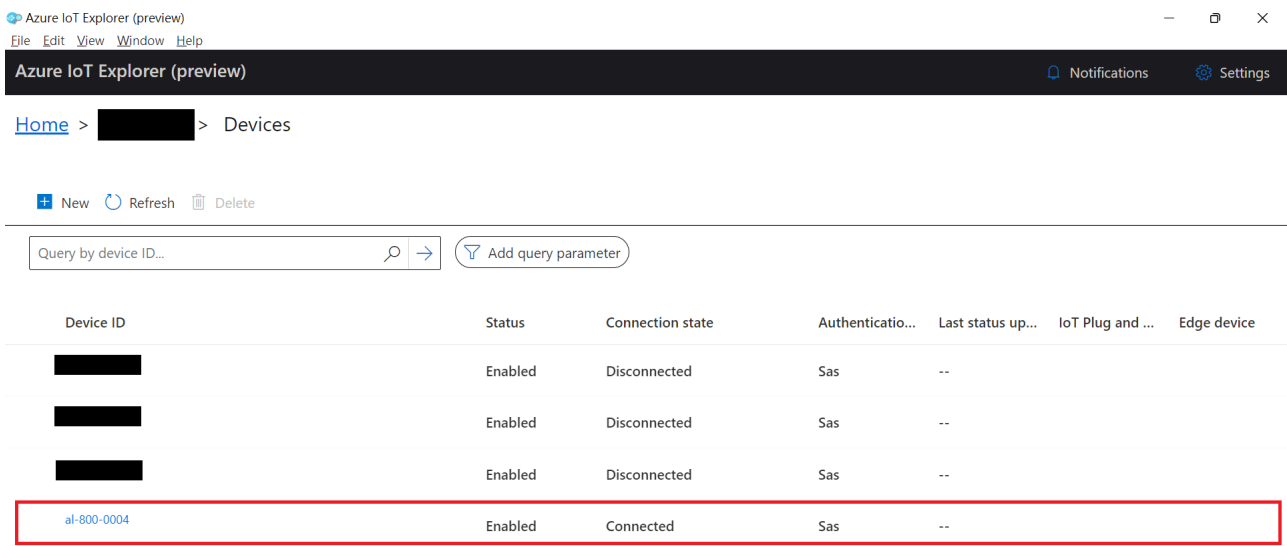 Azure IoT Explorer (preview)
File Edit View Window Help
Azure IoT Explorer (preview) Notifications Settings
Home > > Devices
New Refresh Delete
Query by device ID... Add query parameter
Device ID Status Connection state Authenticatio... Last status up... IoT Plug and ... Edge device
Enabled Disconnected Sas --
Enabled Disconnected Sas --
Enabled Disconnected Sas --
al-800-0004 Enabled Connected Sas --